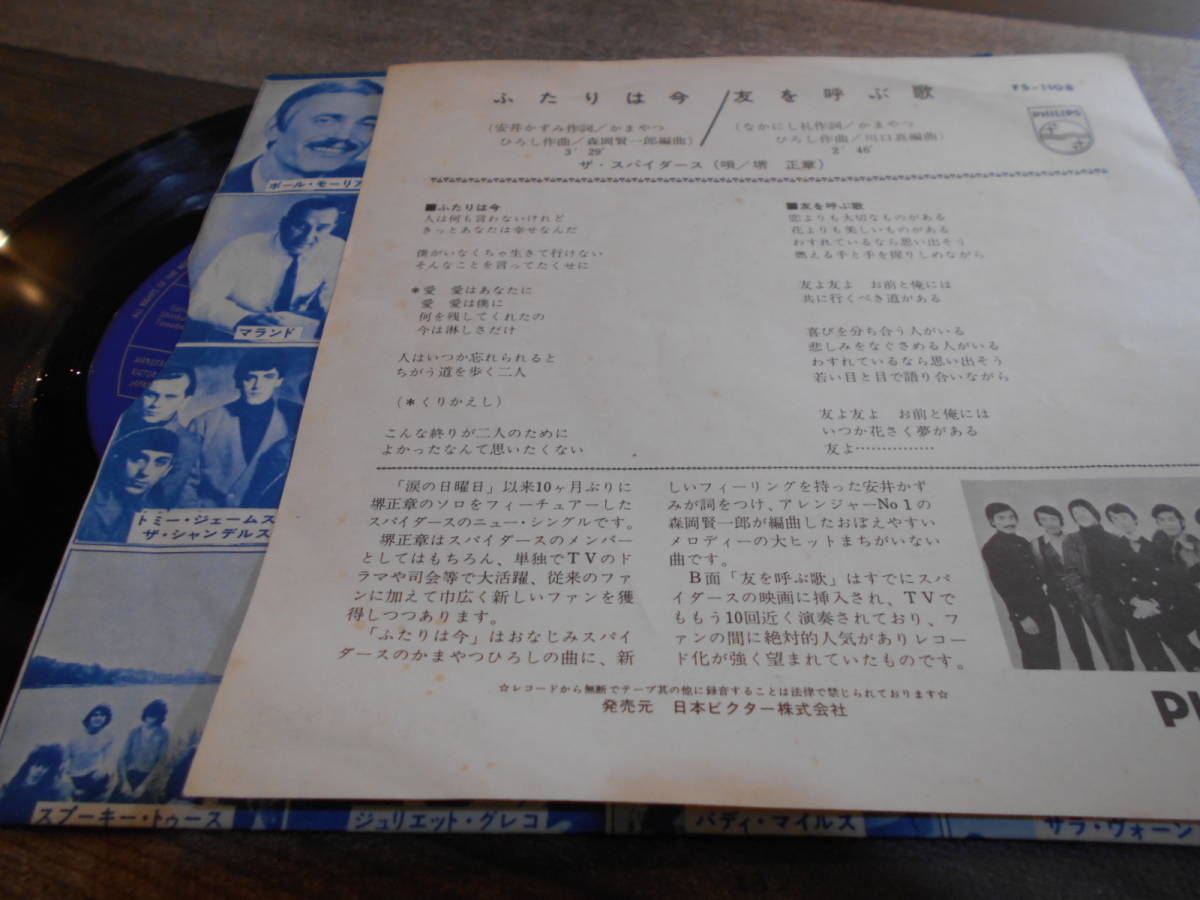 ふたりは今/友を呼ぶ歌
FS-1108
PHILIPS
(安井かずみ作詞/かまやつ
ひろし作曲/森岡賢一郎編曲)
3′29″
(なかにし礼作詞/かまやつ
ひろし作曲/川口真編曲)
2′46″
ザ・スパイダース(唄/堺 正章)
■ふたりは今
人は何も言わないけれど
きっとあなたは幸せなんだ
僕がいなくちゃ生きて行けない
そんなことを言ってたくせに
*愛 愛はあなたに
愛 愛は僕に
何を残してくれたの
今は淋しさだけ
人はいつか忘れられると
ちがう道を歩く二人
(*くりかえし)
こんな終りが二人のために
よかったなんて思いたくない
■友を呼ぶ歌
恋よりも大切なものがある
花よりも美しいものがある
わすれているなら思い出そう
燃える手と手を握りしめながら
友よ友よ お前と俺には
共に行くべき道がある
喜びを分ち合う人がいる
悲しみをなぐさめる人がいる
わすれているなら思い出そう
若い目と目で語り合いながら
友よ友よ お前と俺には
いつか花さく夢がある
友よ……………
「涙の日曜日」以来10ヶ月ぶりに
堺正章のソロをフィーチュアーした
スパイダースのニュー・シングルです。
堺正章はスパイダースのメンバー
としてはもちろん、単独でTVのド
ラマや司会等で大活躍、従来のファ
ンに加えて巾広く新しいファンを獲
得しつつあります。
「ふたりは今」はおなじみスパイ
ダースのかまやつひろしの曲に、新
しいフィーリングを持った安井かず
みが詞をつけ、アレンジャーNo1の
森岡賢一郎が編曲したおぼえやすい
メロディーの大ヒットまちがいない
曲です。
B面「友を呼ぶ歌」はすでにスパ
イダースの映画に挿入され、TVで
ももう10回近く演奏されており、フ
ァンの間に絶対的人気がありレコー
ド化が強く望まれていたものです。
☆レコードから無断でテープ其の他に録音することは法律で禁じられております☆
発売元 日本ビクター株式会社
ポール・モーリア
マランド
トミー・ジェームス
ザ・シャンデルス
スプーキー・トゥース
ジュリエット・グレコ
バディ・マイルス
サラ・ヴォーン
ALL RIGHTS OF THE